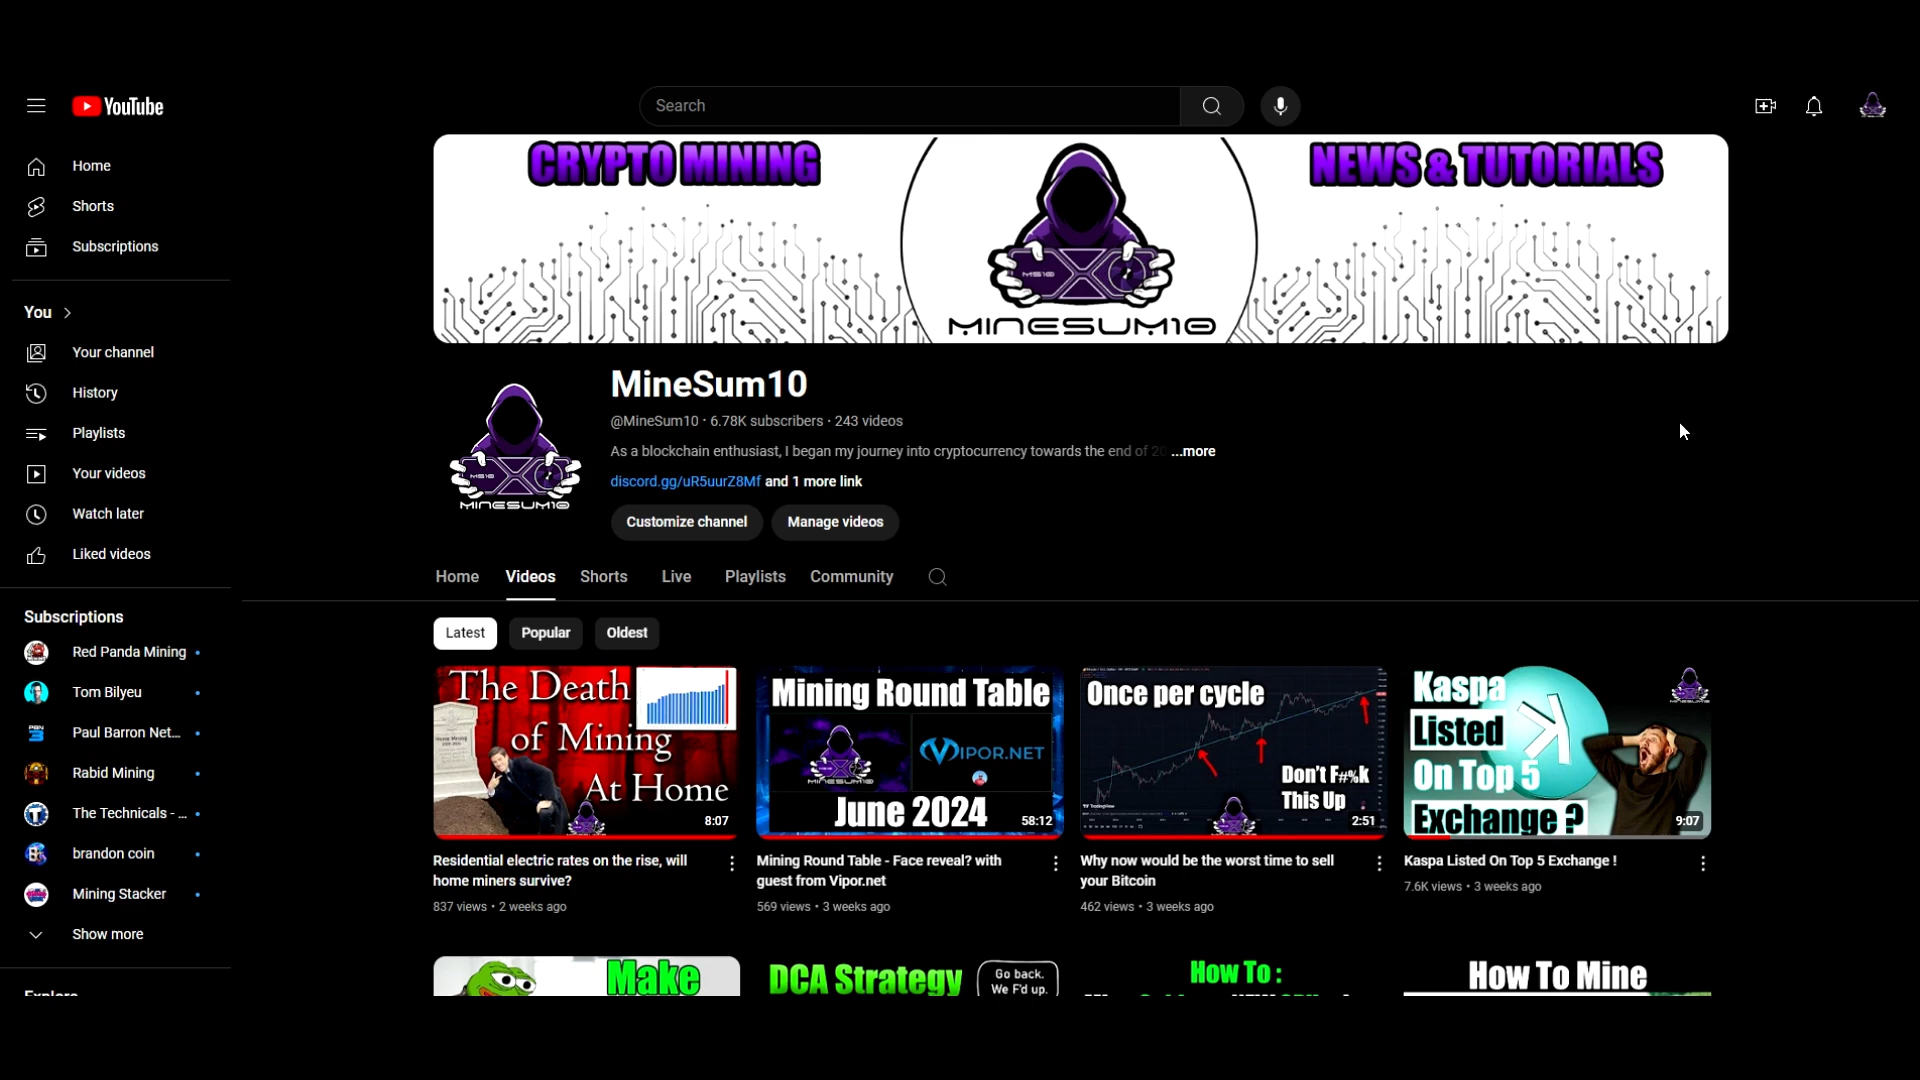 YouTube
Search
Home
Shorts
Subscriptions
You
Your channel
History
Playlists
Your videos
Watch later
Liked videos
Subscriptions
Red Panda Mining
Tom Bilyeu
Paul Barron Net...
Rabid Mining
The Technicals - ...
brandon coin
Mining Stacker
Show more
Explore
CRYPTO MINING
NEWS & TUTORIALS
MS10
MINESUM10
MINESUM10
MineSum10
@MineSum10 · 6.78K subscribers · 243 videos
As a blockchain enthusiast, I began my journey into cryptocurrency towards the end of 20 ...more
discord.gg/uR5uurZ8Mf and 1 more link
Customize channel
Manage videos
Home Videos Shorts Live Playlists Community
Latest Popular Oldest
The Death
of Mining
At Home
8:07
Residential electric rates on the rise, will
home miners survive?
837 views · 2 weeks ago
Mining Round Table
MINESUM10
VIPOR.NET
June 2024
58:12
Mining Round Table - Face reveal? with
guest from Vipor.net
569 views · 3 weeks ago
Once per cycle
Don't F#%k
This Up
2:51
Why now would be the worst time to sell
your Bitcoin
462 views · 3 weeks ago
Kaspa
Listed
On Top 5
Exchange ?
9:07
Kaspa Listed On Top 5 Exchange !
7.6K views · 3 weeks ago
Make
DCA Strategy
Go back.
We F'd up.
How To :
How To Mine